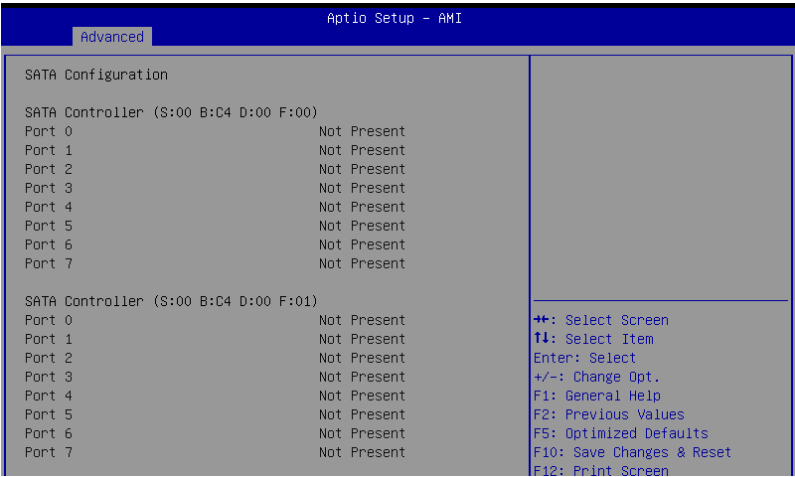 Aptio Setup – AMI
Advanced
SATA Configuration
SATA Controller (S:00 B:C4 D:00 F:00)
Port 0 Not Present
Port 1 Not Present
Port 2 Not Present
Port 3 Not Present
Port 4 Not Present
Port 5 Not Present
Port 6 Not Present
Port 7 Not Present
SATA Controller (S:00 B:C4 D:00 F:01)
Port 0 Not Present
Port 1 Not Present
Port 2 Not Present
Port 3 Not Present
Port 4 Not Present
Port 5 Not Present
Port 6 Not Present
Port 7 Not Present
→←: Select Screen
↑↓: Select Item
Enter: Select
+/-: Change Opt.
F1: General Help
F2: Previous Values
F5: Optimized Defaults
F10: Save Changes & Reset
F12: Print Screen